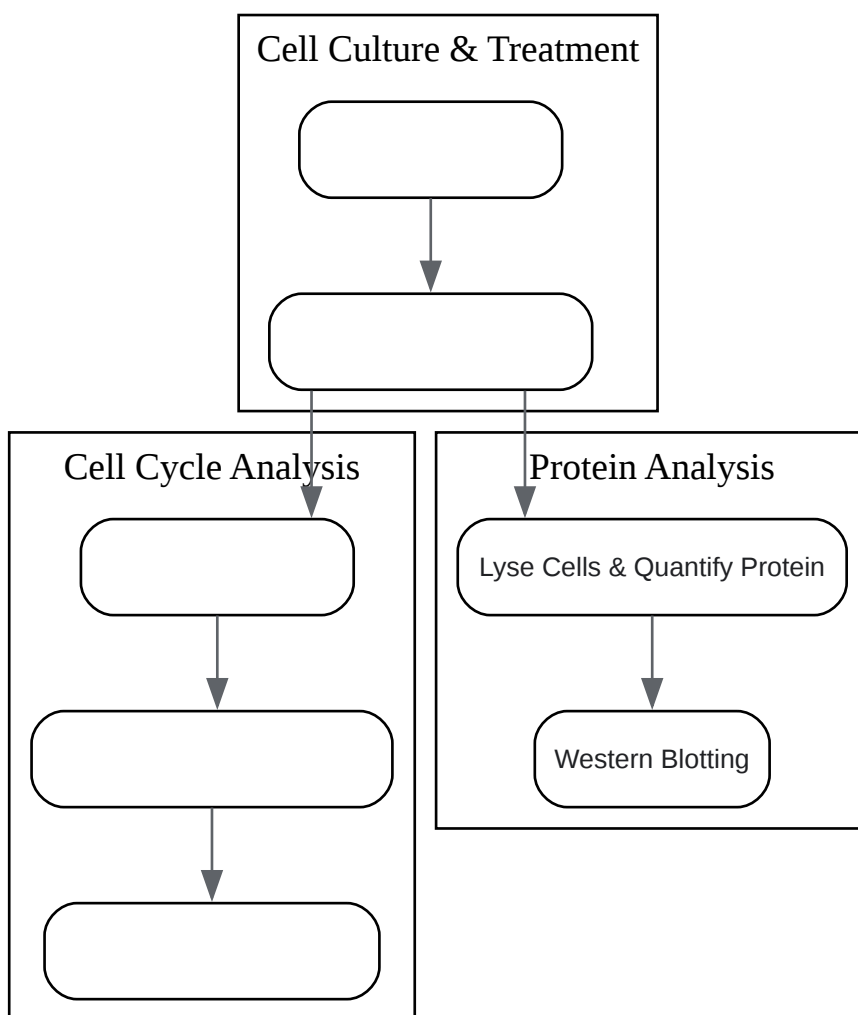 Cell Culture & Treatment
Cell Cycle Analysis
Protein Analysis
Lyse Cells & Quantify Protein
Western Blotting